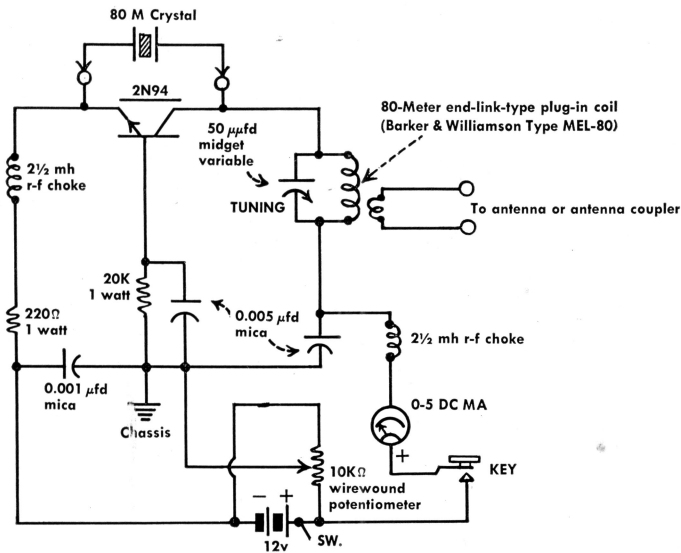 80 M Crystal
2N94
80-Meter end-link-type plug-in coil
(Barker & Williamson Type MEL-80)
50 μμfd
midget
variable
2½ mh
r-f choke
TUNING
To antenna or antenna coupler
20K
1 watt
220Ω
1 watt
0.005 μfd
mica
2½ mh r-f choke
0.001 μfd
mica
Chassis
0-5 DC MA
+
KEY
10KΩ
wirewound
potentiometer
− +
12v
SW.